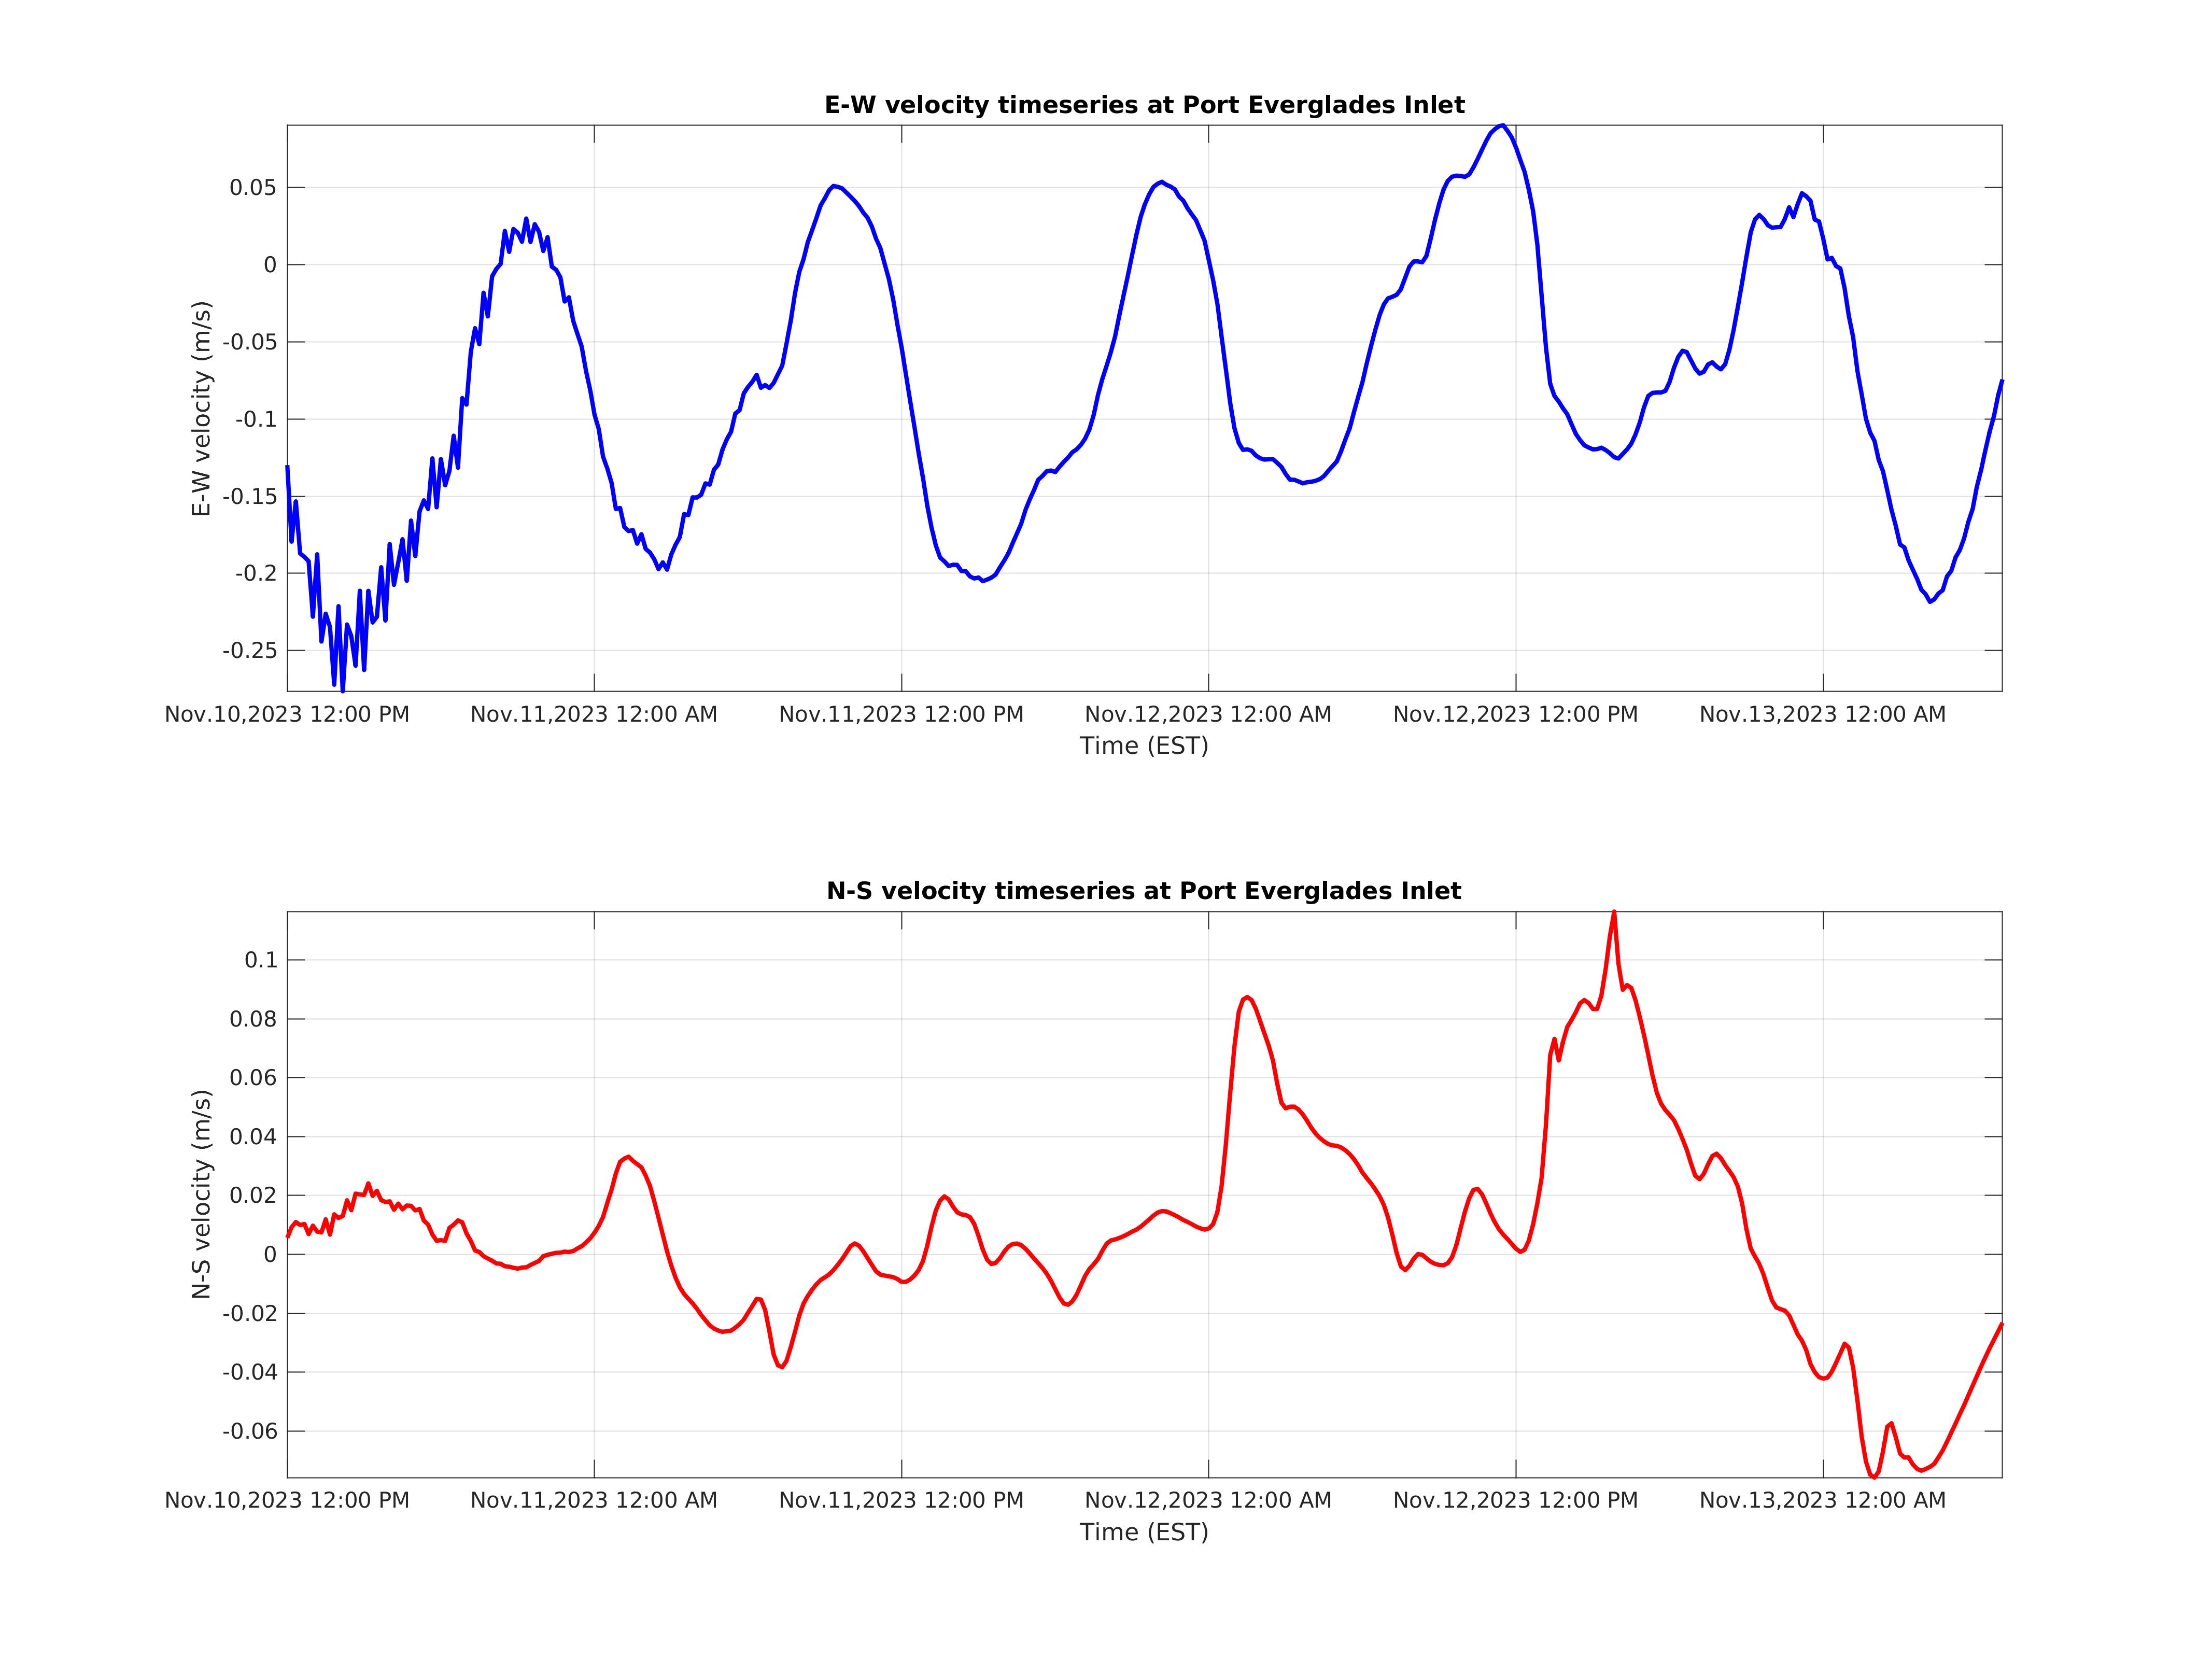 E-W velocity timeseries at Port Everglades Inlet
E-W velocity (m/s)
0.05
0
-0.05
-0.1
-0.15
-0.2
-0.25
Nov.10,2023 12:00 PM Nov.11,2023 12:00 AM Nov.11,2023 12:00 PM Nov.12,2023 12:00 AM Nov.12,2023 12:00 PM Nov.13,2023 12:00 AM
Time (EST)
N-S velocity timeseries at Port Everglades Inlet
N-S velocity (m/s)
0.1
0.08
0.06
0.04
0.02
0
-0.02
-0.04
-0.06
Nov.10,2023 12:00 PM Nov.11,2023 12:00 AM Nov.11,2023 12:00 PM Nov.12,2023 12:00 AM Nov.12,2023 12:00 PM Nov.13,2023 12:00 AM
Time (EST)